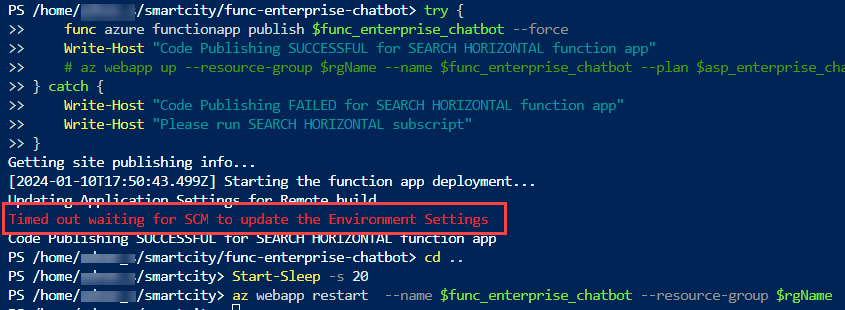 PS /home/ /smartcity/func-enterprise-chatbot> try {
>>     func azure functionapp publish $func_enterprise_chatbot --force
>>     Write-Host "Code Publishing SUCCESSFUL for SEARCH HORIZONTAL function app"
>>     # az webapp up --resource-group $rgName --name $func_enterprise_chatbot --plan $asp_enterprise_cha
>> } catch {
>>     Write-Host "Code Publishing FAILED for SEARCH HORIZONTAL function app"
>>     Write-Host "Please run SEARCH HORIZONTAL subscript"
>> }
Getting site publishing info...
[2024-01-10T17:50:43.499Z] Starting the function app deployment...
Updating Application Settings for Remote build
Timed out waiting for SCM to update the Environment Settings
Code Publishing SUCCESSFUL for SEARCH HORIZONTAL function app
PS /home/ /smartcity/func-enterprise-chatbot> cd ..
PS /home/ /smartcity> Start-Sleep -s 20
PS /home/ /smartcity> az webapp restart  --name $func_enterprise_chatbot --resource-group $rgName
PS /home/ /smartcity>